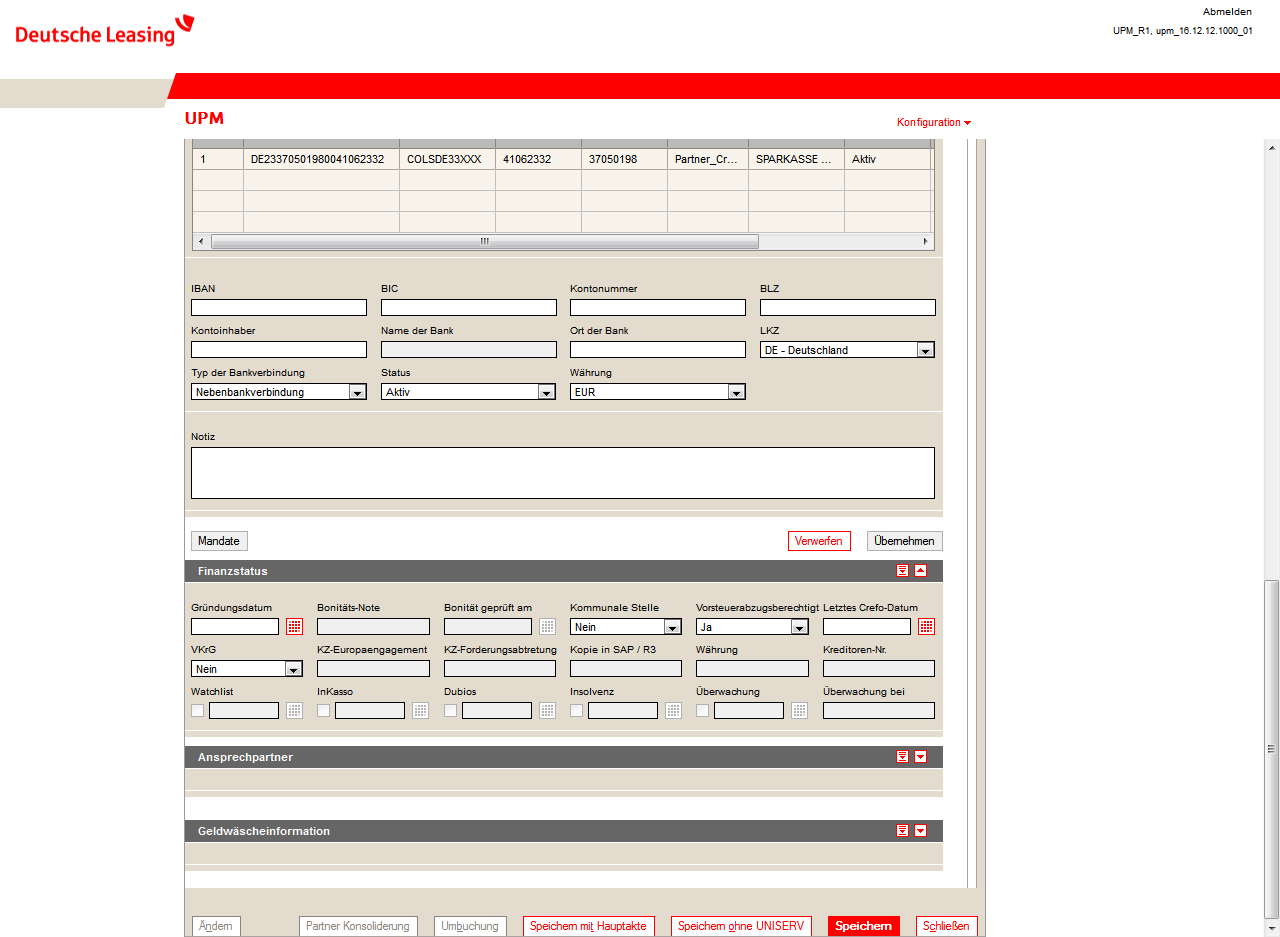 Deutsche Leasing
Abmelden
UPM_R1, upm_16.12.12.1000_01
UPM
Konfiguration
1 DE23370501980041062332 COLSDE33XXX 41062332 37050198 Partner_Cr... SPARKASSE ... Aktiv
IBAN BIC Kontonummer BLZ
Kontoinhaber Name der Bank Ort der Bank LKZ
DE - Deutschland
Typ der Bankverbindung Status Währung
Nebenbankverbindung Aktiv EUR
Notiz
Mandate Verwerfen Übernehmen
Finanzstatus
Gründungsdatum Bonitäts-Note Bonität geprüft am Kommunale Stelle Vorsteuerabzugsberechtigt Letztes Crefo-Datum
Nein Ja
VKrG KZ-Europaengagement KZ-Forderungsabtretung Kopie in SAP / R3 Währung Kreditoren-Nr.
Nein
Watchlist InKasso Dubios Insolvenz Überwachung Überwachung bei
Ansprechpartner
Geldwäscheinformation
Ändern Partner Konsolidierung Umbuchung Speichern mit Hauptakte Speichern ohne UNISERV Speichern Schließen